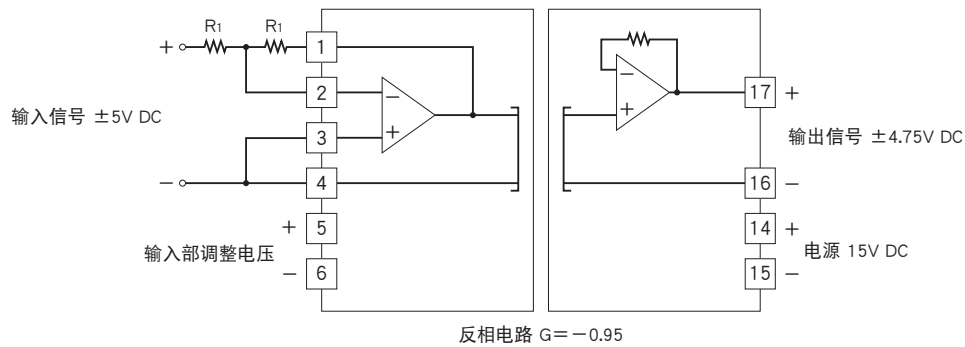 R1 R1
+
1
2
输入信号 ±5V DC
3
−
4
+ 5
输入部调整电压
− 6
−
+
−
+
17 +
输出信号 ±4.75V DC
16 −
14 +
电源 15V DC
15 −
反相电路 G=−0.95